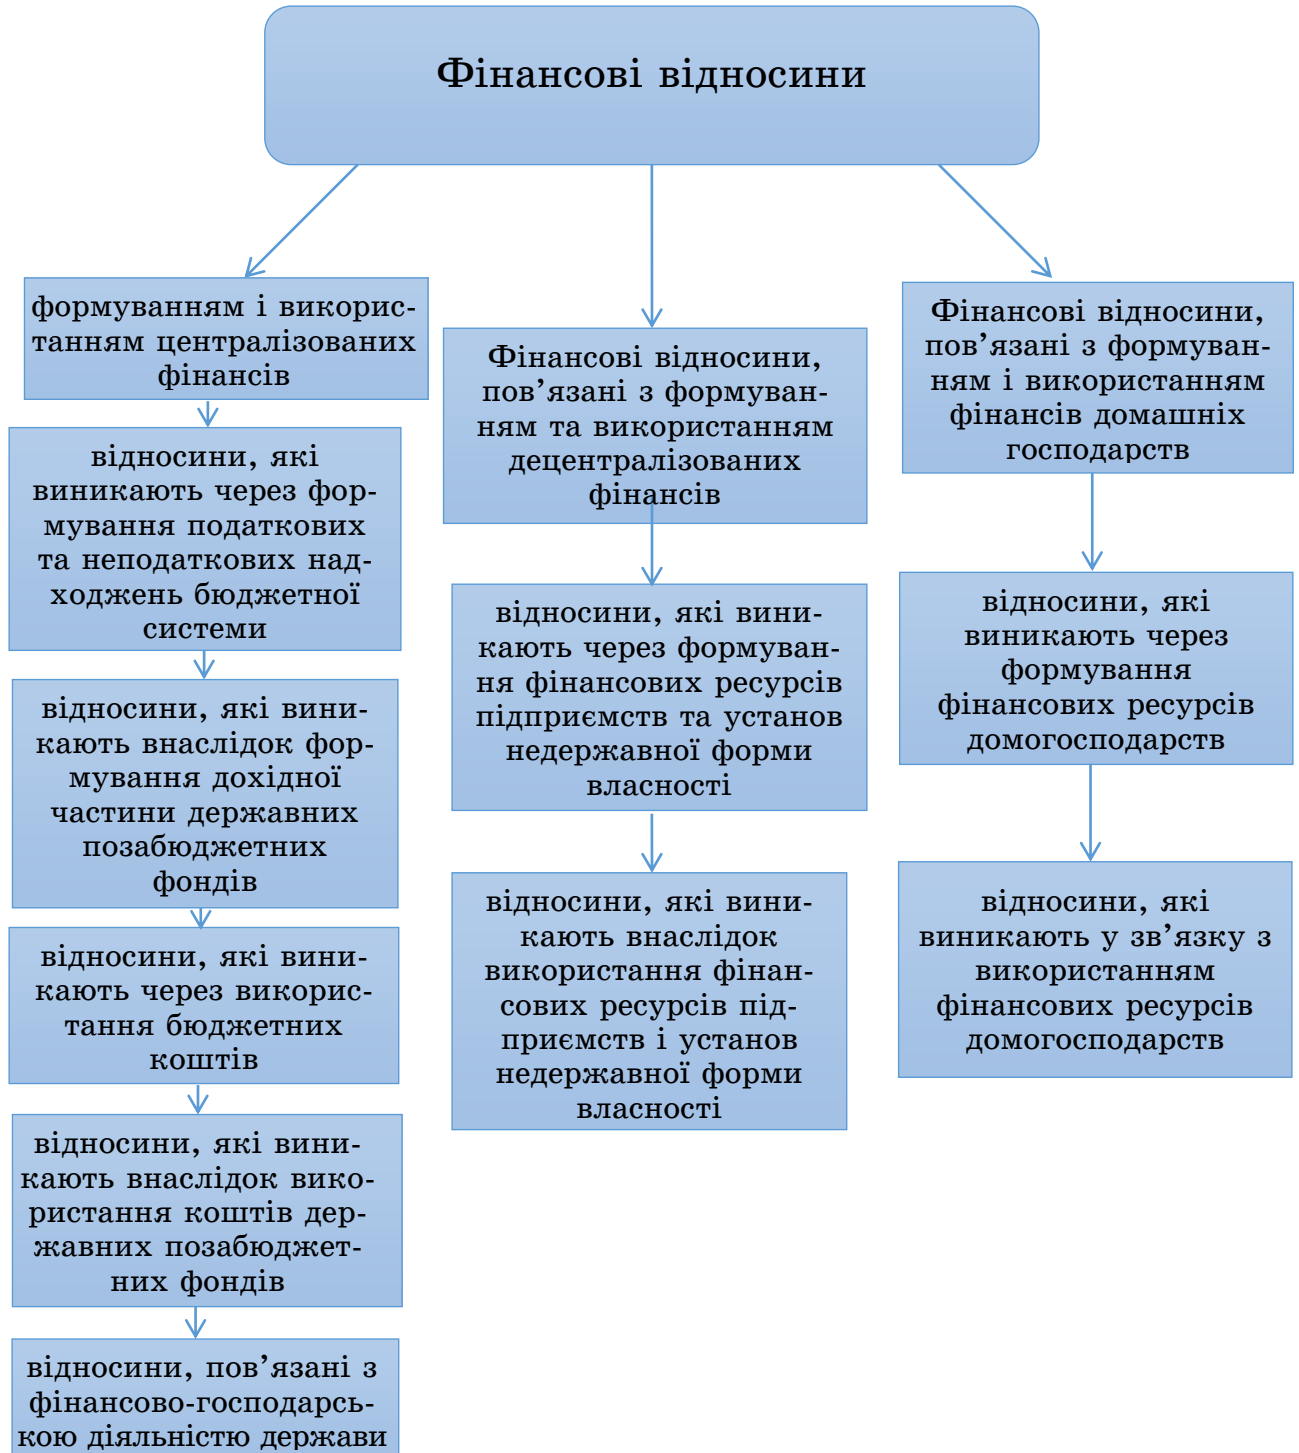 Фінансові відносини
формуванням і викорис-
танням централізованих
фінансів
відносини, які
виникають через фор-
мування податкових
та неподаткових над-
ходжень бюджетної
системи
відносини, які вини-
кають внаслідок фор-
мування дохідної
частини державних
позабюджетних
фондів
відносини, які вини-
кають через викорис-
тання бюджетних
коштів
відносини, які вини-
кають внаслідок вико-
ристання коштів дер-
жавних позабюджет-
них фондів
відносини, пов’язані з
фінансово-господарсь-
кою діяльністю держави
Фінансові відносини,
пов’язані з формуван-
ням та використанням
децентралізованих
фінансів
відносини, які вини-
кають через формуван-
ня фінансових ресурсів
підприємств та установ
недержавної форми
власності
відносини, які вини-
кають внаслідок
використання фінан-
сових ресурсів під-
приємств і установ
недержавної форми
власності
Фінансові відносини,
пов’язані з формуван-
ням і використанням
фінансів домашніх
господарств
відносини, які
виникають через
формування
фінансових ресурсів
домогосподарств
відносини, які
виникають у зв’язку з
використанням
фінансових ресурсів
домогосподарств